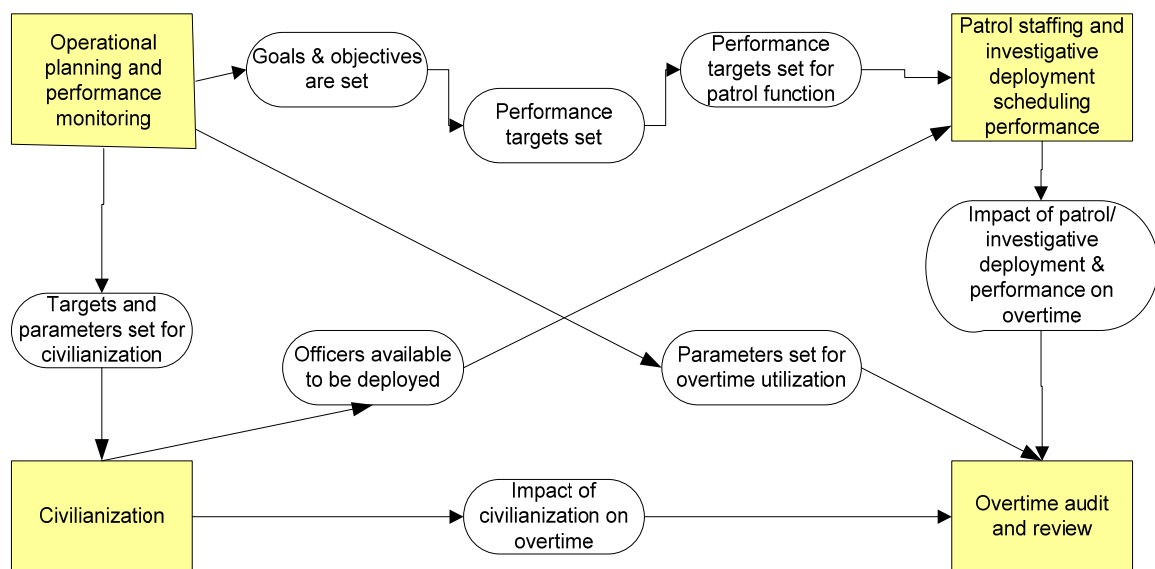 Operational
planning and
performance
monitoring
Goals & objectives
are set
Performance
targets set
Performance
targets set for
patrol function
Patrol staffing and
investigative
deployment
scheduling
performance
Impact of patrol/
investigative
deployment &
performance on
overtime
Targets and
parameters set for
civilianization
Officers available
to be deployed
Parameters set for
overtime utilization
Civilianization
Impact of
civilianization on
overtime
Overtime audit
and review